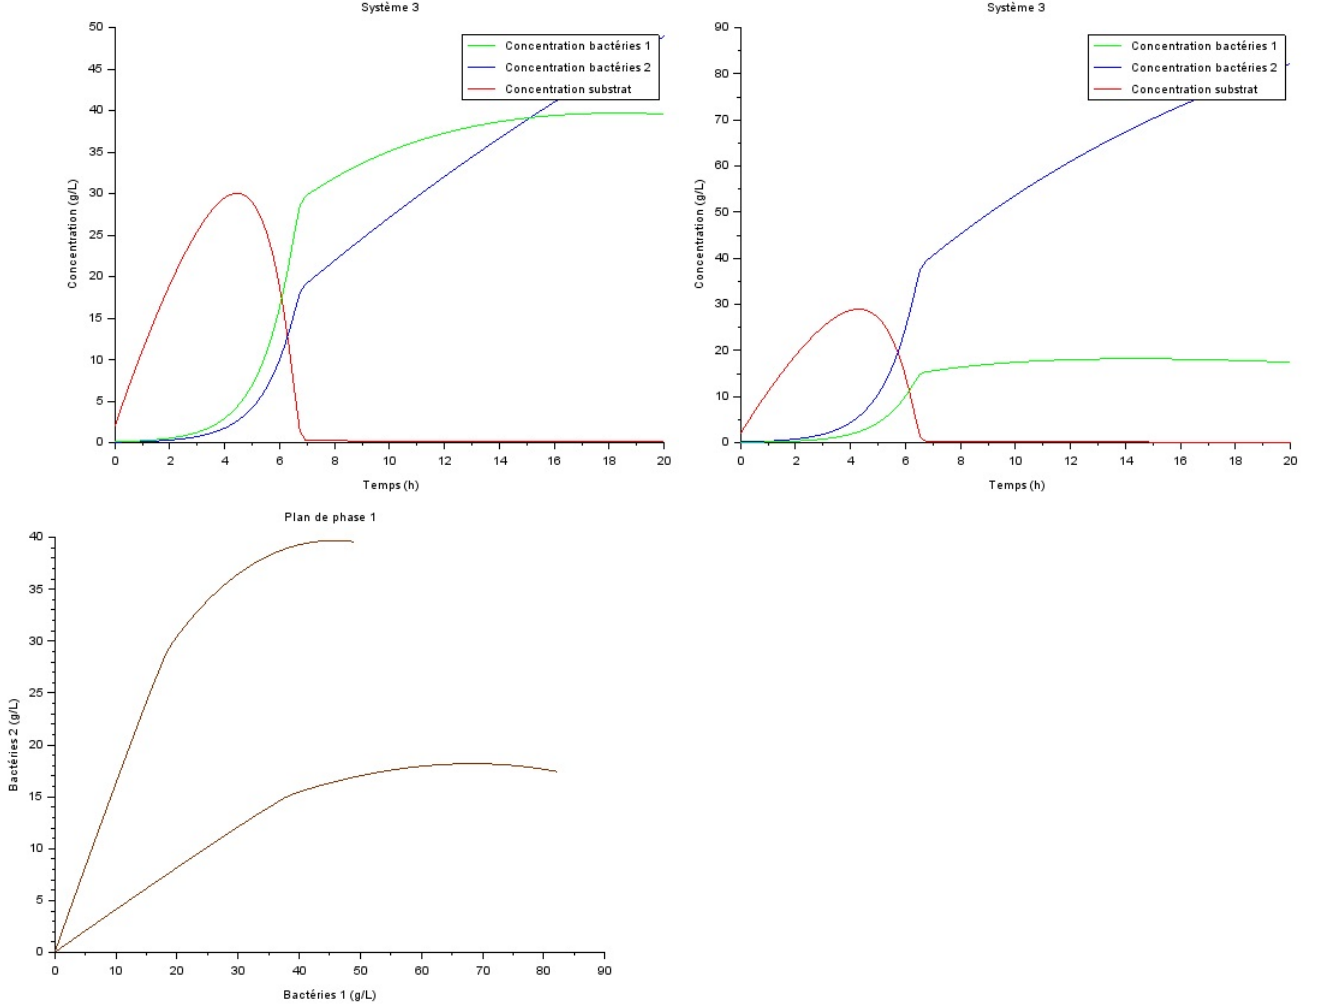 Système 3
50
45
40
35
30
25
20
15
10
5
0
Concentration (g/L)
Concentration bactéries 1
Concentration bactéries 2
Concentration substrat
0 2 4 6 8 10 12 14 16 18 20
Temps (h)
Système 3
90
80
70
60
50
40
30
20
10
0
Concentration (g/L)
Concentration bactéries 1
Concentration bactéries 2
Concentration substrat
0 2 4 6 8 10 12 14 16 18 20
Temps (h)
Plan de phase 1
40
35
30
25
20
15
10
5
0
Bactéries 2 (g/L)
0 10 20 30 40 50 60 70 80 90
Bactéries 1 (g/L)